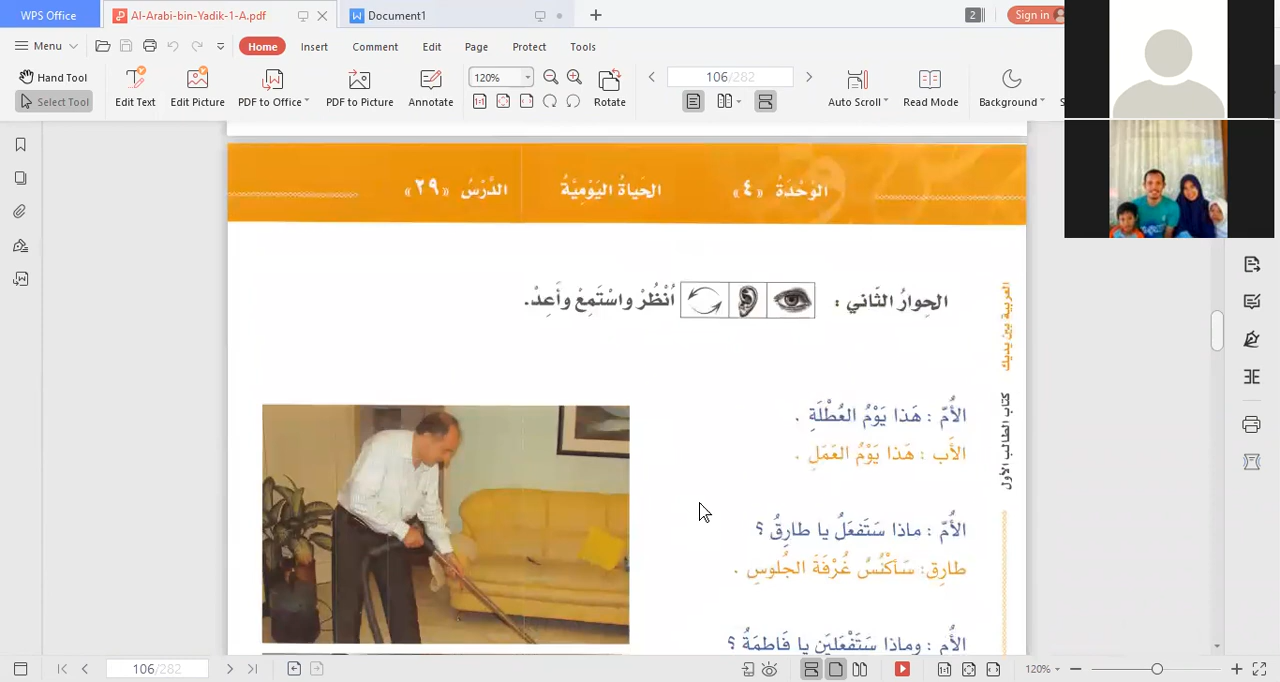 WPS Office
Al-Arabi-bin-Yadik-1-A.pdf
Document1
2
Sign in
Menu
Home
Insert
Comment
Edit
Page
Protect
Tools
Hand Tool
Select Tool
Edit Text
Edit Picture
PDF to Office
PDF to Picture
Annotate
120%
Rotate
106/282
Auto Scroll
Read Mode
Background
الوَحْدَةُ «٤»
الحَياةُ اليَوْمِيَّةُ
الدَّرْسُ «٢٩»
الحِوارُ الثَّاني :
اُنْظُرْ واسْتَمِعْ وأَعِدْ.
الأُمّ : هَذا يَوْمُ العُطْلَةِ .
الأَب : هَذا يَوْمُ العَمَلِ .
الأُمّ : ماذا سَتَفعَلُ يا طارِقُ ؟
طارِق: سَأَكْنُسُ غُرْفَةَ الجُلوسِ .
الأُم : وماذا سَتَفْعَلينَ يا فَاطِمَةُ ؟
العربية بين يديك
كتاب الطالب الأول
106/282
120%